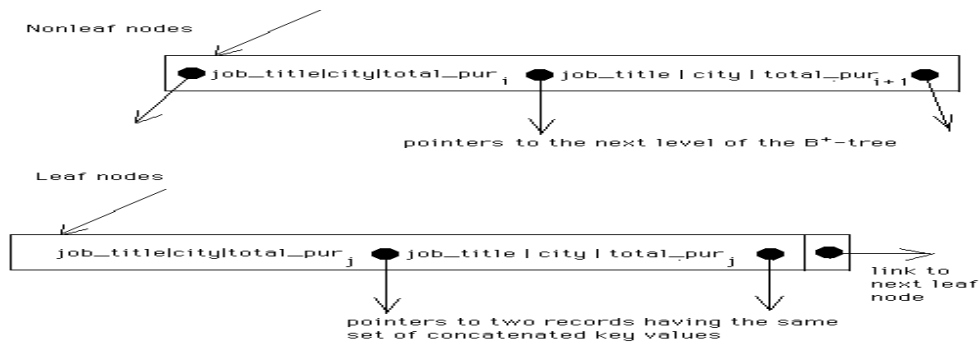 Nonleaf nodes
job_title|city|total_pur i job_title | city | total_pur i+1
pointers to the next level of the B+-tree
Leaf nodes
job_title|city|total_pur j job_title | city | total_pur j
link to
next leaf
node
pointers to two records having the same
set of concatenated key values